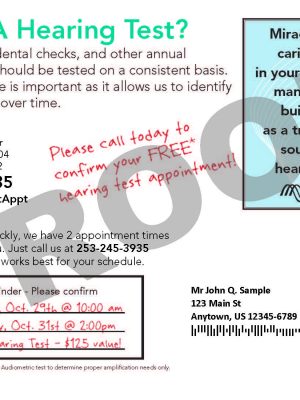 A Hearing Test?
dental checks, and other annual
should be tested on a consistent basis.
e is important as it allows us to identify
over time.
Mirac
cari
in your
man
buil
as a tr
sou
hear
r
04
2
35
tAppt
Please call today to
confirm your FREE*
hearing test appointment!
ckly, we have 2 appointment times
u. Just call us at 253-245-3935
works best for your schedule.
inder - Please confirm
y, Oct. 29th @ 10:00 am
y, Oct. 31st @ 2:00pm
earing Test – $125 value!
Audiometric test to determine proper amplification needs only.
Mr John Q. Sample
123 Main St
Anytown, US 12345-6789
ROO